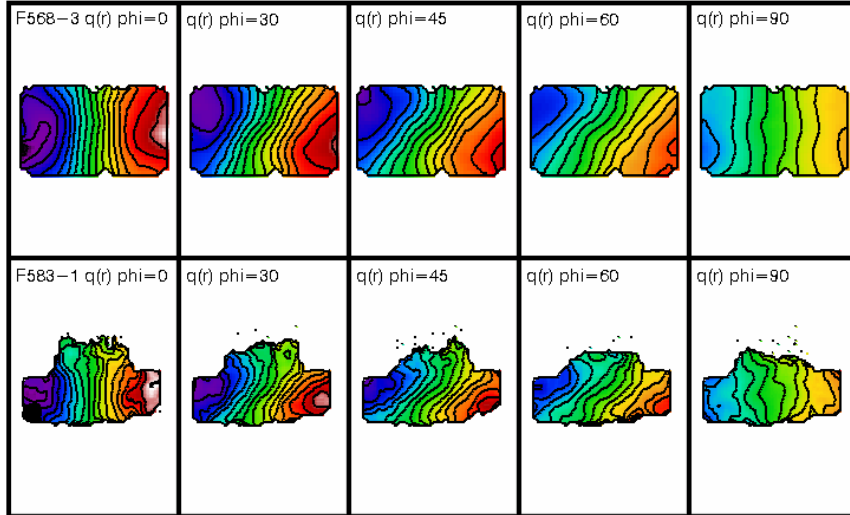 F568-3 q(r) phi=0
q(r) phi=30
q(r) phi=45
q(r) phi=60
q(r) phi=90
F583-1 q(r) phi=0
q(r) phi=30
q(r) phi=45
q(r) phi=60
q(r) phi=90